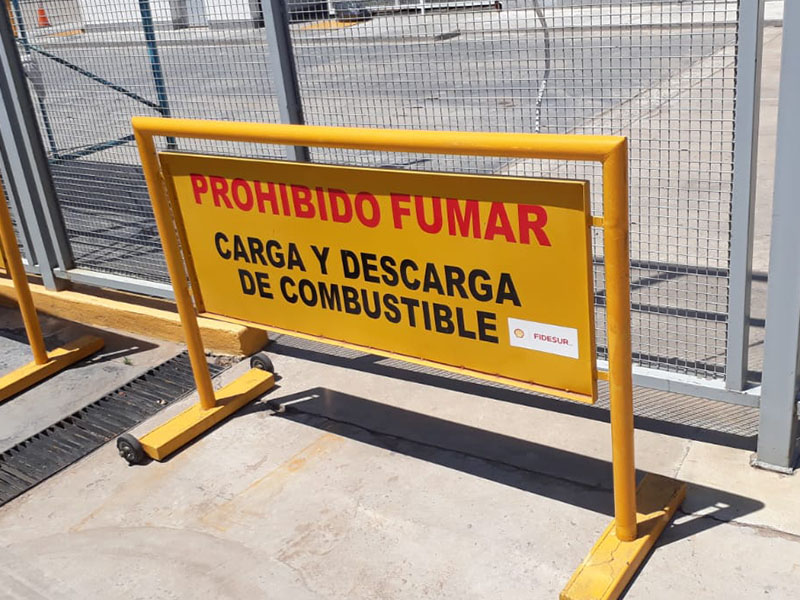 PROHIBIDO FUMAR
CARGA Y DESCARGA
DE COMBUSTIBLE
FIDESUR